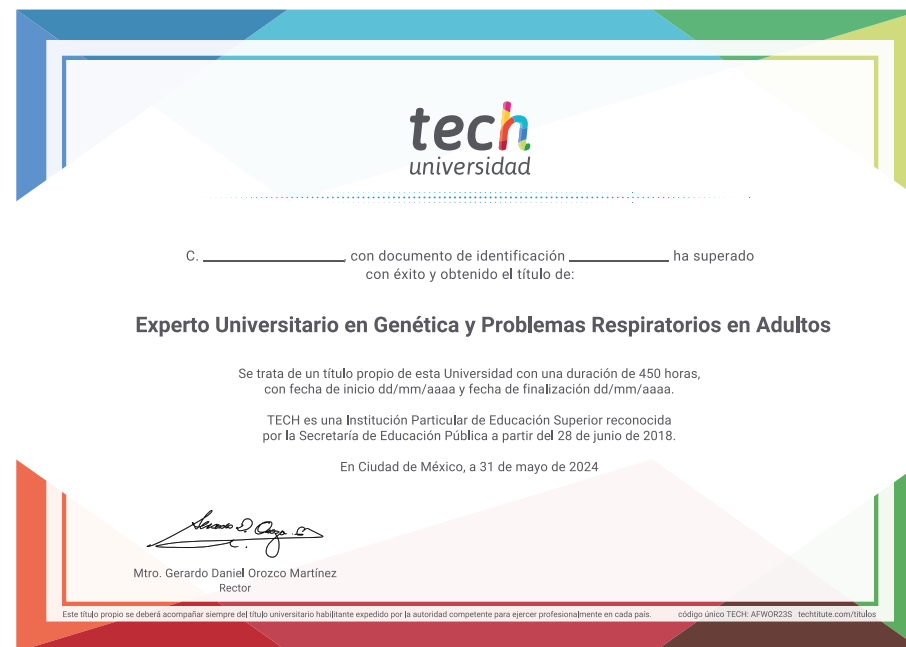 tech
universidad
C. ____________, con documento de identificación ____________ ha superado
con éxito y obtenido el título de:
Experto Universitario en Genética y Problemas Respiratorios en Adultos
Se trata de un título propio de esta Universidad con una duración de 450 horas,
con fecha de inicio dd/mm/aaaa y fecha de finalización dd/mm/aaaa.
TECH es una Institución Particular de Educación Superior reconocida
por la Secretaría de Educación Pública a partir del 28 de junio de 2018.
En Ciudad de México, a 31 de mayo de 2024
Mtro. Gerardo Daniel Orozco Martínez
Rector
Este título propio se deberá acompañar siempre del título universitario habilitante expedido por la autoridad competente para ejercer profesionalmente en cada país. código único TECH: AFWOR23S techtitute.com/titulos